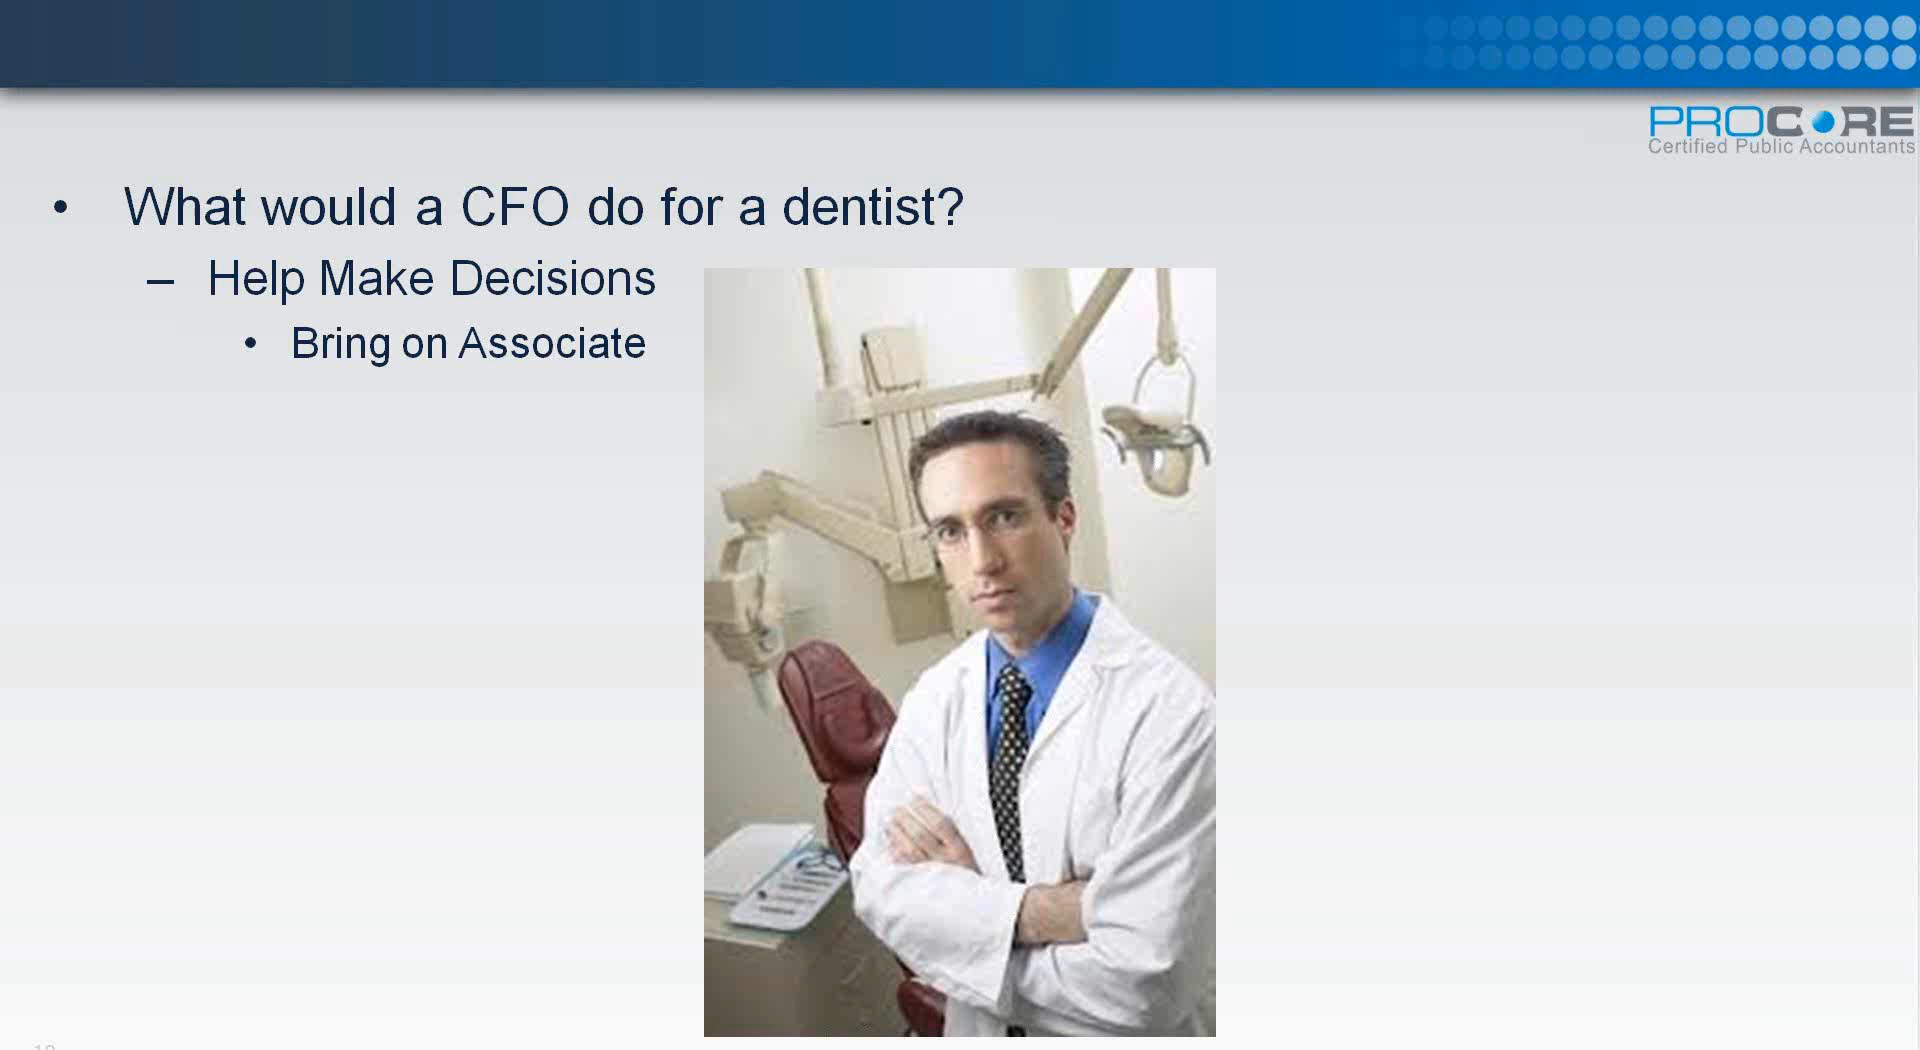 PROCORE
Certified Public Accountants
• What would a CFO do for a dentist?
– Help Make Decisions
• Bring on Associate